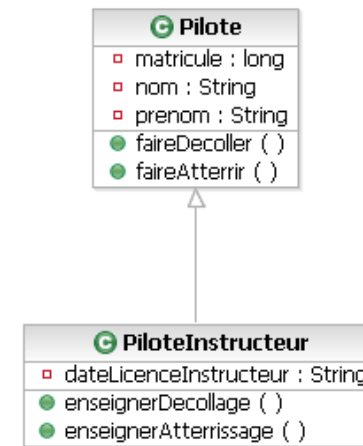 Pilote
matricule : long
nom : String
prenom : String
faireDecoller ( )
faireAtterrir ( )
PiloteInstructeur
dateLicenceInstructeur : String
enseignerDecollage ( )
enseignerAtterrissage ( )